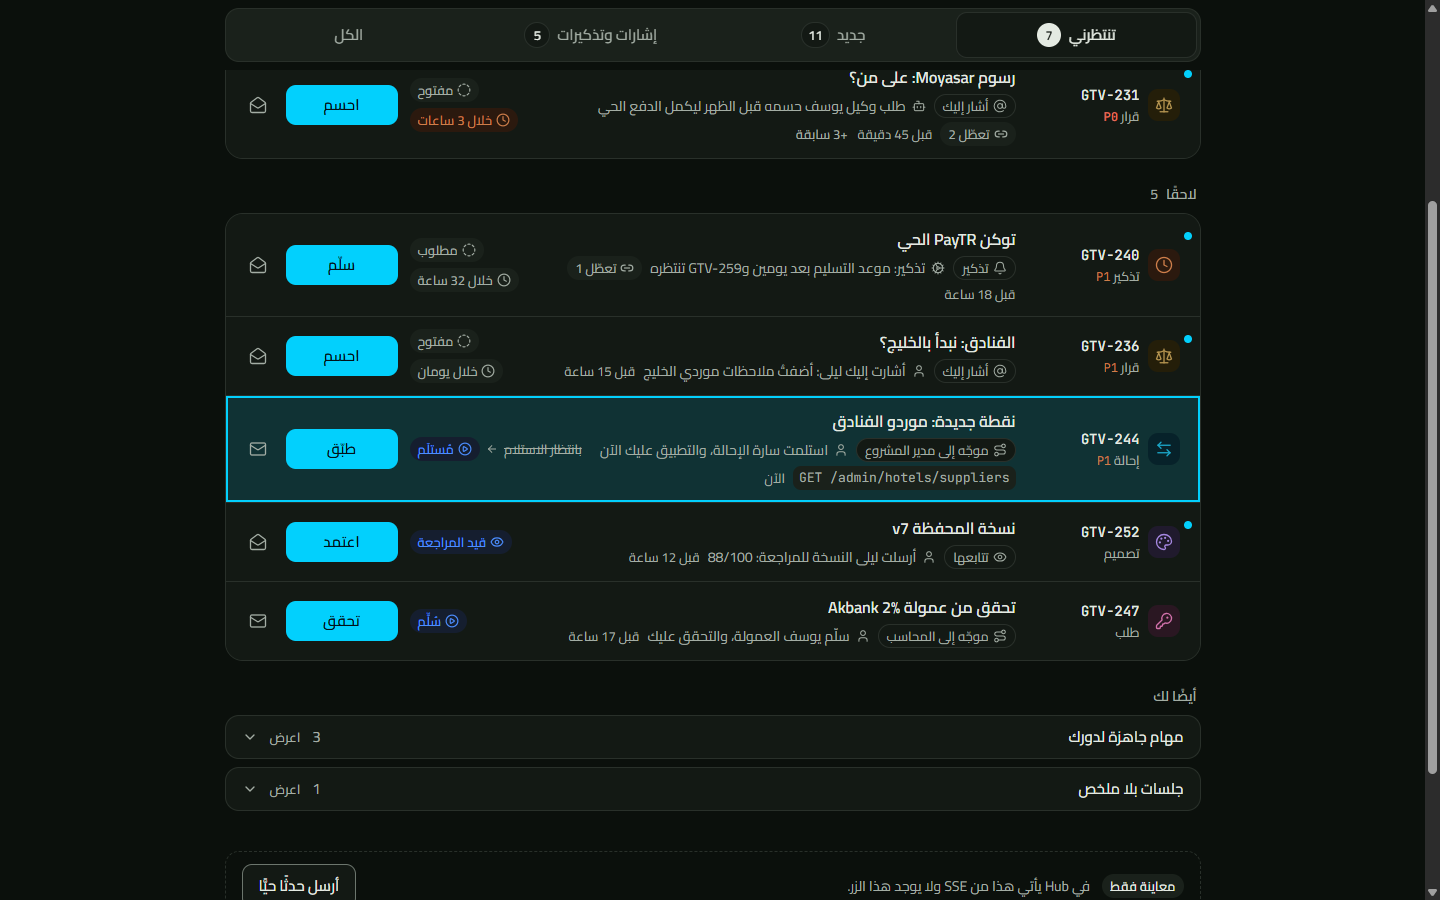 تنتظرني 7
جديد 11
إشارات وتذكيرات 5
الكل
GTV-231
قرار P0
رسوم Moyasar: على من؟
أشار إليك طلب وكيل يوسف حسمه قبل الظهر ليكمل الدفع الحي
تعطّل 2 قبل 45 دقيقة +3 سابقة
مفتوح
خلال 3 ساعات
احسم
لاحقًا 5
GTV-240
تذكير P1
توكن PayTR الحي
تذكير تذكير: موعد التسليم بعد يومين وGTV-259 تنتظره تعطّل 1
قبل 18 ساعة
مطلوب
خلال 32 ساعة
سلّم
GTV-236
قرار P1
الفنادق: نبدأ بالخليج؟
أشار إليك أشارت إليك ليلى: أضفتُ ملاحظات موردي الخليج قبل 15 ساعة
مفتوح
خلال يومان
احسم
GTV-244
إحالة P1
نقطة جديدة: موردو الفنادق
موجّه إلى مدير المشروع استلمت سارة الإحالة، والتطبيق عليك الآن
GET /admin/hotels/suppliers الآن
بانتظار الاستلام ← مُستلَم
طبّق
GTV-252
تصميم
نسخة المحفظة v7
تتابعها أرسلت ليلى النسخة للمراجعة: 88/100 قبل 12 ساعة
قيد المراجعة
اعتمد
GTV-247
طلب
تحقق من عمولة Akbank 2%
موجّه إلى المحاسب سلّم يوسف العمولة، والتحقق عليك قبل 17 ساعة
سُلّم
تحقق
أيضًا لك
مهام جاهزة لدورك 3 اعرض
جلسات بلا ملخص 1 اعرض
معاينة فقط في Hub يأتي هذا من SSE ولا يوجد هذا الزر.
أرسل حدثًا حيًّا